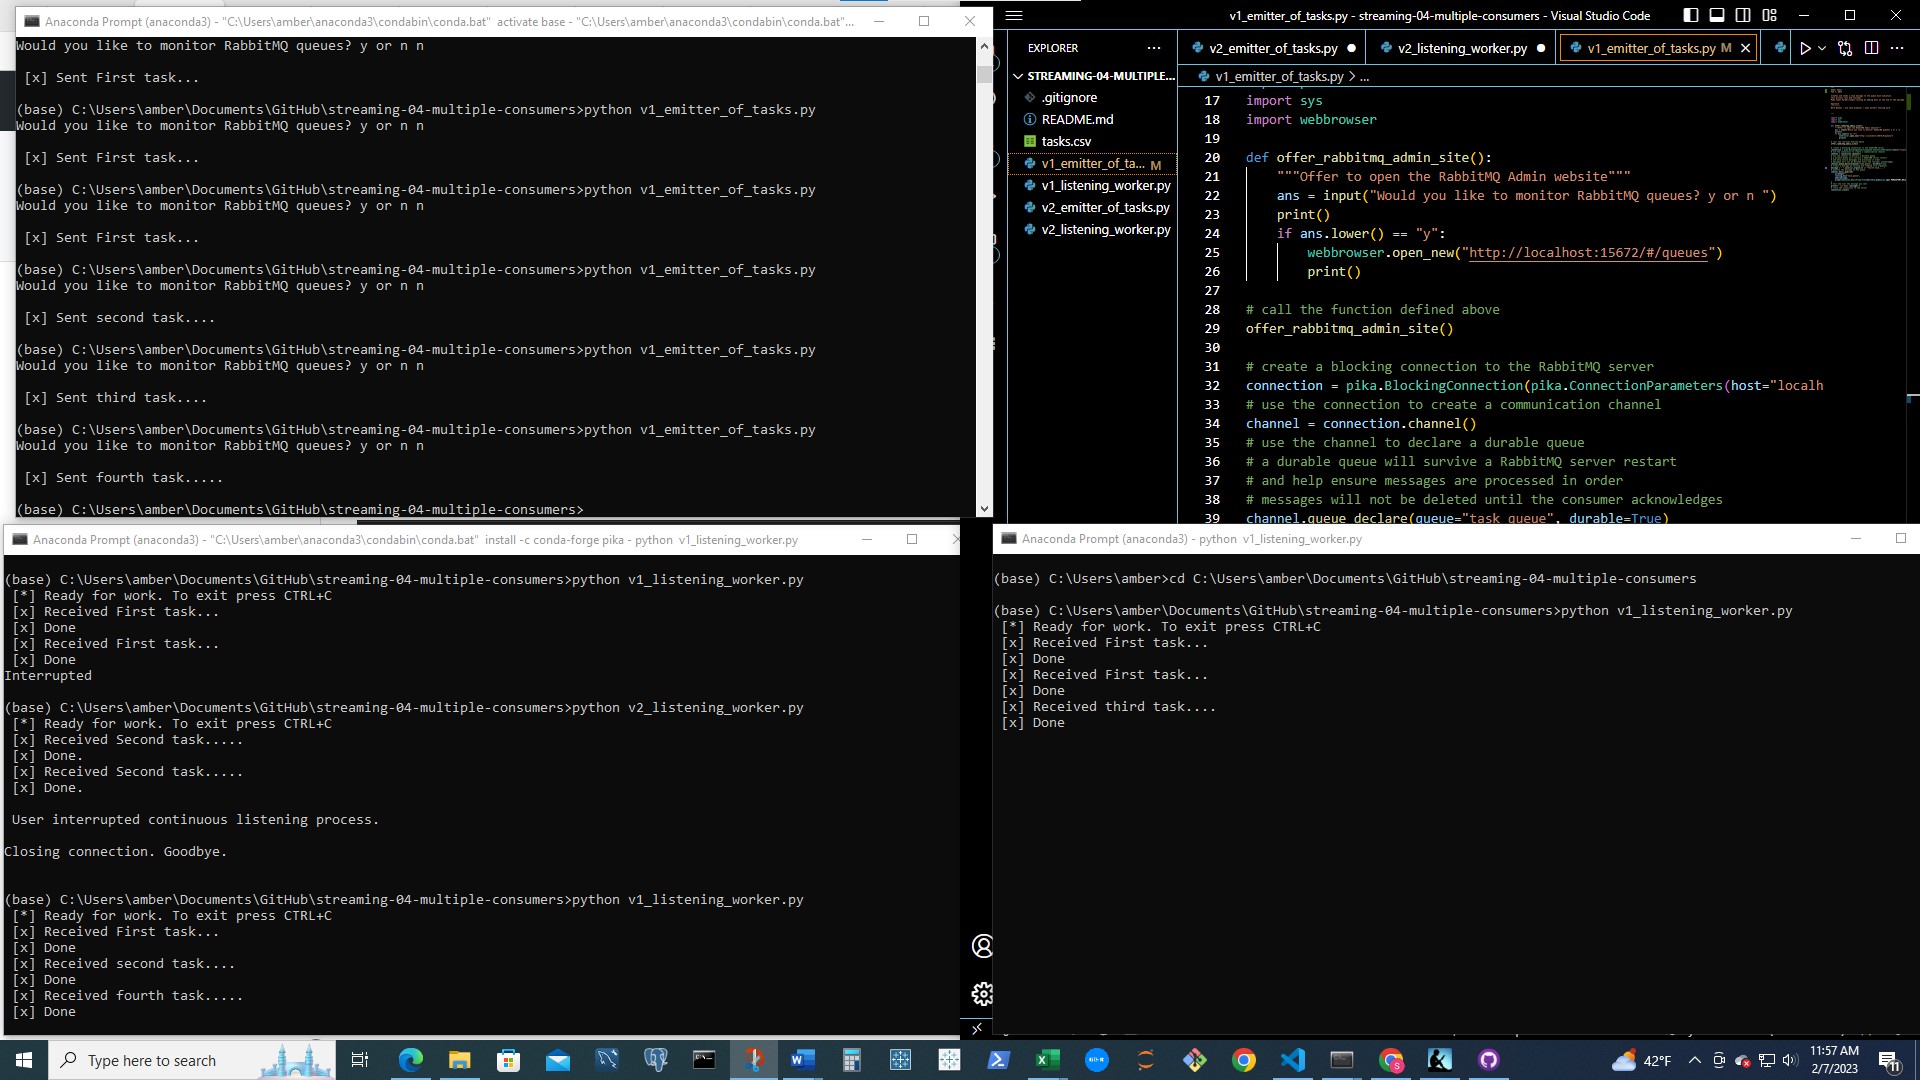 Anaconda Prompt (anaconda3) - "C:\Users\amber\anaconda3\condabin\conda.bat"  activate base - "C:\Users\amber\anaconda3\condabin\conda.bat"...
Would you like to monitor RabbitMQ queues? y or n n
[x] Sent First task...
(base) C:\Users\amber\Documents\GitHub\streaming-04-multiple-consumers>python v1_emitter_of_tasks.py
Would you like to monitor RabbitMQ queues? y or n n
[x] Sent First task...
(base) C:\Users\amber\Documents\GitHub\streaming-04-multiple-consumers>python v1_emitter_of_tasks.py
Would you like to monitor RabbitMQ queues? y or n n
[x] Sent First task...
(base) C:\Users\amber\Documents\GitHub\streaming-04-multiple-consumers>python v1_emitter_of_tasks.py
Would you like to monitor RabbitMQ queues? y or n n
[x] Sent second task....
(base) C:\Users\amber\Documents\GitHub\streaming-04-multiple-consumers>python v1_emitter_of_tasks.py
Would you like to monitor RabbitMQ queues? y or n n
[x] Sent third task....
(base) C:\Users\amber\Documents\GitHub\streaming-04-multiple-consumers>python v1_emitter_of_tasks.py
Would you like to monitor RabbitMQ queues? y or n n
[x] Sent fourth task.....
(base) C:\Users\amber\Documents\GitHub\streaming-04-multiple-consumers>
v1_emitter_of_tasks.py - streaming-04-multiple-consumers - Visual Studio Code
EXPLORER
STREAMING-04-MULTIPLE...
.gitignore
README.md
tasks.csv
v1_emitter_of_ta... M
v1_listening_worker.py
v2_emitter_of_tasks.py
v2_listening_worker.py
v2_emitter_of_tasks.py
v2_listening_worker.py
v1_emitter_of_tasks.py M
v1_emitter_of_tasks.py > ...
17 import sys
18 import webbrowser
19
20 def offer_rabbitmq_admin_site():
21 """Offer to open the RabbitMQ Admin website"""
22 ans = input("Would you like to monitor RabbitMQ queues? y or n ")
23 print()
24 if ans.lower() == "y":
25 webbrowser.open_new("http://localhost:15672/#/queues")
26 print()
27
28 # call the function defined above
29 offer_rabbitmq_admin_site()
30
31 # create a blocking connection to the RabbitMQ server
32 connection = pika.BlockingConnection(pika.ConnectionParameters(host="localh
33 # use the connection to create a communication channel
34 channel = connection.channel()
35 # use the channel to declare a durable queue
36 # a durable queue will survive a RabbitMQ server restart
37 # and help ensure messages are processed in order
38 # messages will not be deleted until the consumer acknowledges
39 channel.queue_declare(queue="task_queue", durable=True)
Anaconda Prompt (anaconda3) - "C:\Users\amber\anaconda3\condabin\conda.bat"  install -c conda-forge pika - python  v1_listening_worker.py
(base) C:\Users\amber\Documents\GitHub\streaming-04-multiple-consumers>python v1_listening_worker.py
[*] Ready for work. To exit press CTRL+C
[x] Received First task...
[x] Done
[x] Received First task...
[x] Done
Interrupted
(base) C:\Users\amber\Documents\GitHub\streaming-04-multiple-consumers>python v2_listening_worker.py
[*] Ready for work. To exit press CTRL+C
[x] Received Second task.....
[x] Done.
[x] Received Second task.....
[x] Done.
User interrupted continuous listening process.
Closing connection. Goodbye.
(base) C:\Users\amber\Documents\GitHub\streaming-04-multiple-consumers>python v1_listening_worker.py
[*] Ready for work. To exit press CTRL+C
[x] Received First task...
[x] Done
[x] Received second task....
[x] Done
[x] Received fourth task.....
[x] Done
Anaconda Prompt (anaconda3) - python  v1_listening_worker.py
(base) C:\Users\amber>cd C:\Users\amber\Documents\GitHub\streaming-04-multiple-consumers
(base) C:\Users\amber\Documents\GitHub\streaming-04-multiple-consumers>python v1_listening_worker.py
[*] Ready for work. To exit press CTRL+C
[x] Received First task...
[x] Done
[x] Received First task...
[x] Done
[x] Received third task....
[x] Done
Type here to search
42°F
11:57 AM
2/7/2023
11